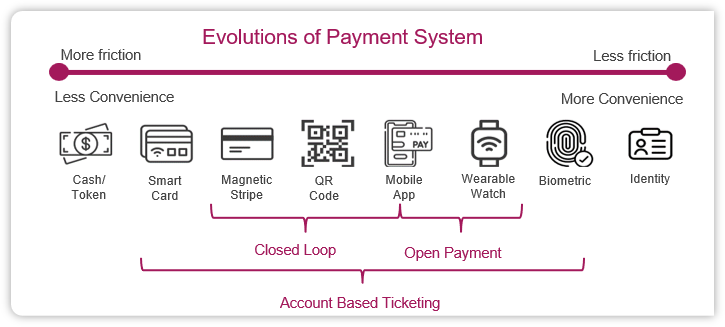 Evolutions of Payment System
More friction
Less friction
Less Convenience
More Convenience
$
PAY
Cash/
Token
Smart
Card
Magnetic
Stripe
QR
Code
Mobile
App
Wearable
Watch
Biometric
Identity
Closed Loop
Open Payment
Account Based Ticketing